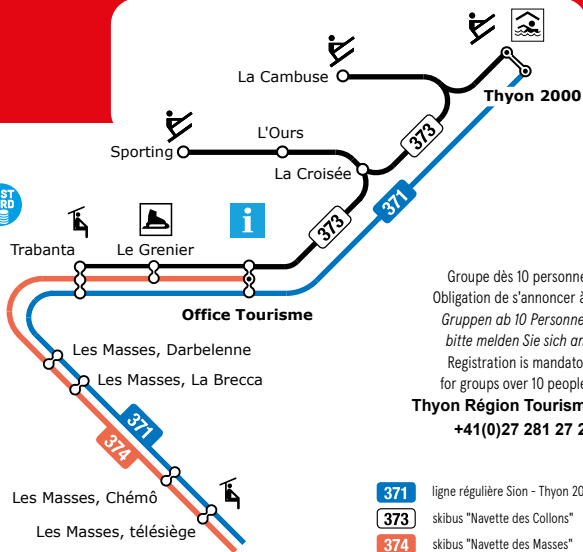 La Cambuse
Thyon 2000
373
L'Ours
Sporting
La Croisée
371
373
Trabanta
Le Grenier
i
Office Tourisme
Les Masses, Darbelenne
Les Masses, La Brecca
371
374
Les Masses, Chémô
Les Masses, télésiège
Groupe dès 10 personne
Obligation de s'annoncer à
Gruppen ab 10 Persone
bitte melden Sie sich an
Registration is mandato
for groups over 10 people
Thyon Région Tourism
+41(0)27 281 27 2
371 ligne régulière Sion - Thyon 20
373 skibus "Navette des Collons"
374 skibus "Navette des Masses"